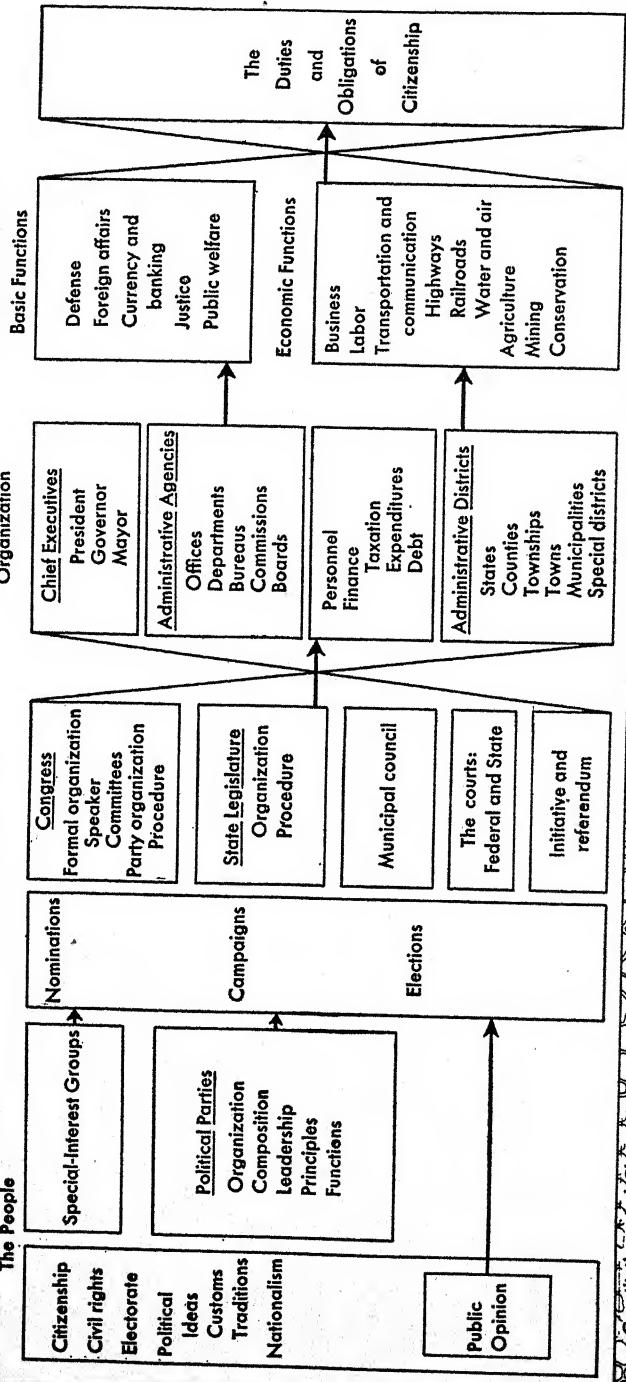 The People
Citizenship
Civil rights
Electorate
Political
Ideas
Customs
Traditions
Nationalism
Public
Opinion
Special-Interest Groups
Political Parties
Organization
Composition
Leadership
Principles
Functions
Nominations
Campaigns
Elections
Congress
Formal organization
Speaker
Committees
Party organization
Procedure
State Legislature
Organization
Procedure
Municipal council
The courts:
Federal and State
Initiative and
referendum
Organization
Chief Executives
President
Governor
Mayor
Administrative Agencies
Offices
Departments
Bureaus
Commissions
Boards
Personnel
Finance
Taxation
Expenditures
Debt
Administrative Districts
States
Counties
Townships
Towns
Municipalities
Special districts
Basic Functions
Defense
Foreign affairs
Currency and
banking
Justice
Public welfare
Economic Functions
Business
Labor
Transportation and
communication
Highways
Railroads
Water and air
Agriculture
Mining
Conservation
The
Duties
and
Obligations
of
Citizenship